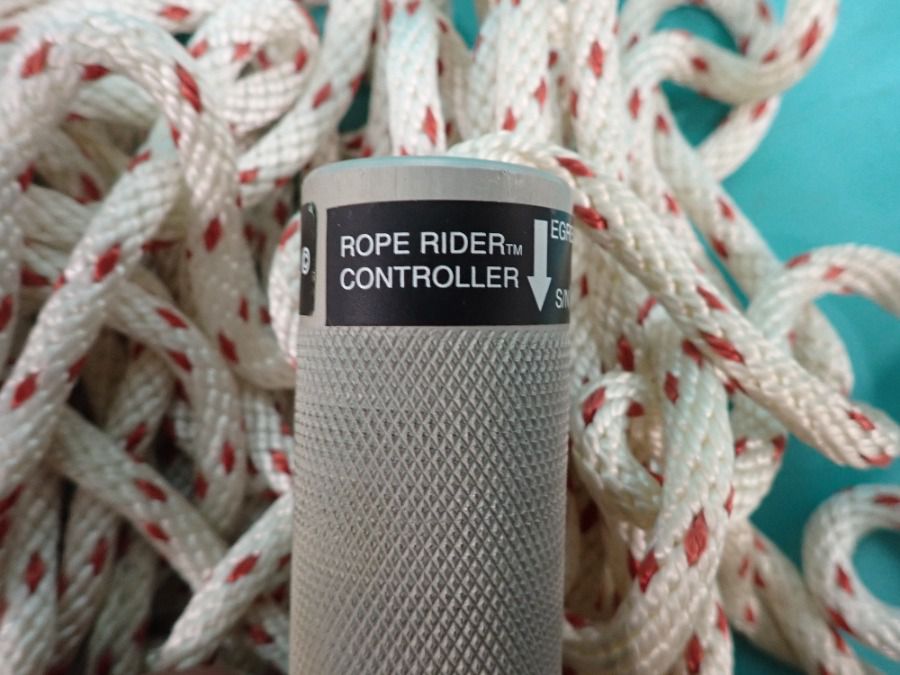 ®
ROPE RIDER™
CONTROLLER
S/N